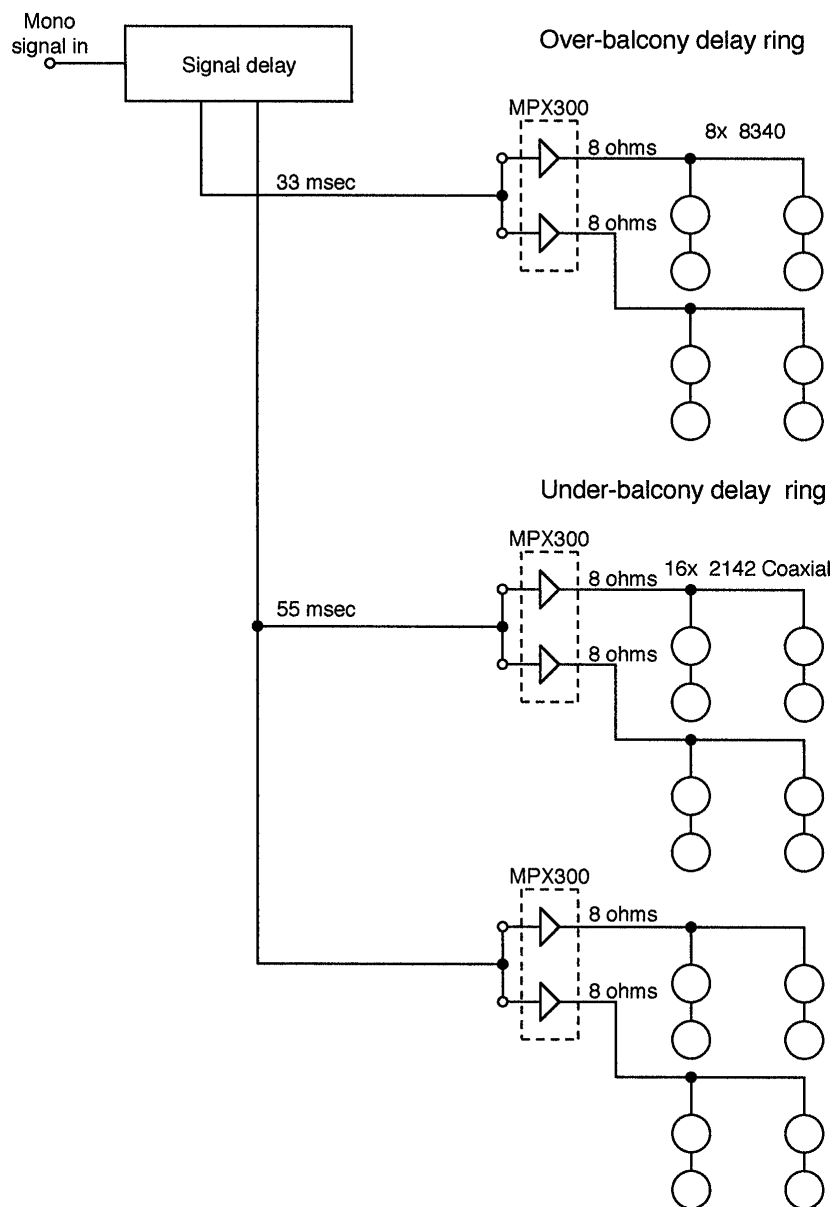 Mono
signal in
Signal delay
Over-balcony delay ring
MPX300
8 ohms
8x 8340
33 msec
8 ohms
Under-balcony delay ring
MPX300
8 ohms
16x 2142 Coaxial
55 msec
8 ohms
MPX300
8 ohms
8 ohms